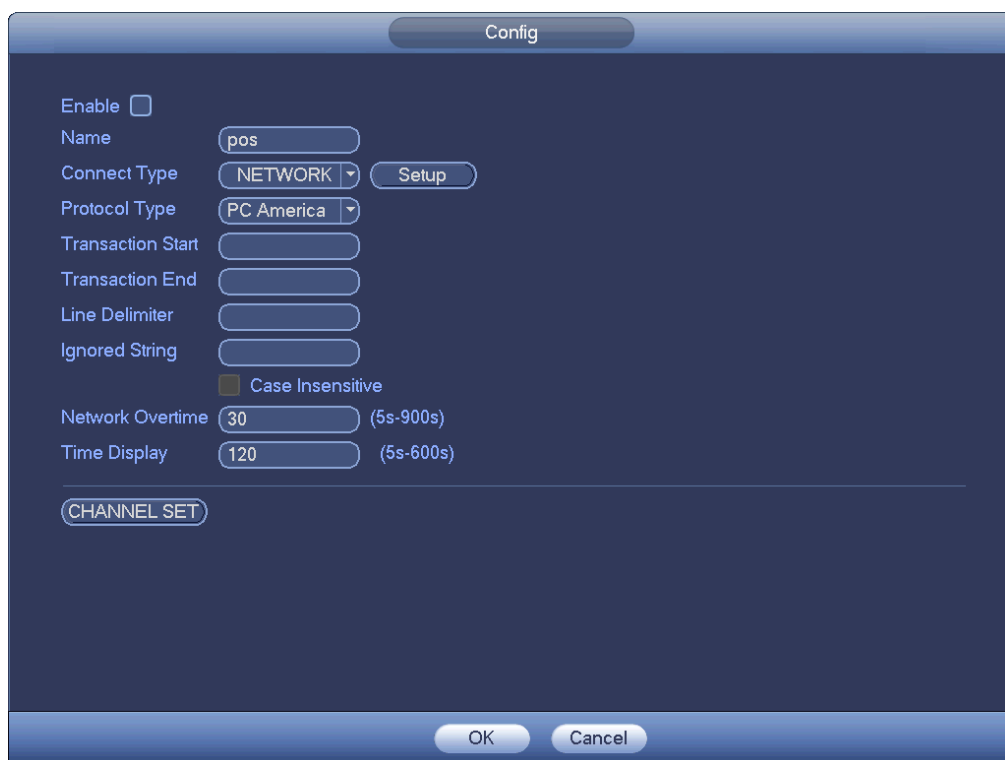 Config
Enable
Name pos
Connect Type NETWORK Setup
Protocol Type PC America
Transaction Start
Transaction End
Line Delimiter
Ignored String
Case Insensitive
Network Overtime 30 (5s-900s)
Time Display 120 (5s-600s)
CHANNEL SET
OK Cancel